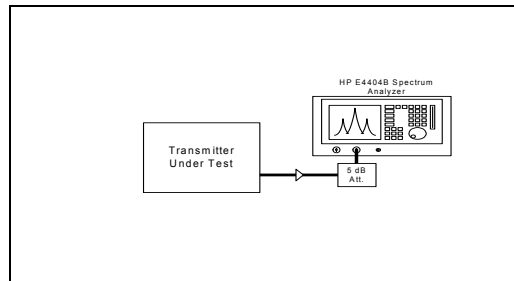 HP E4404B Spectrum
Analyzer
Transmitter
Under Test
5 dB
Att.